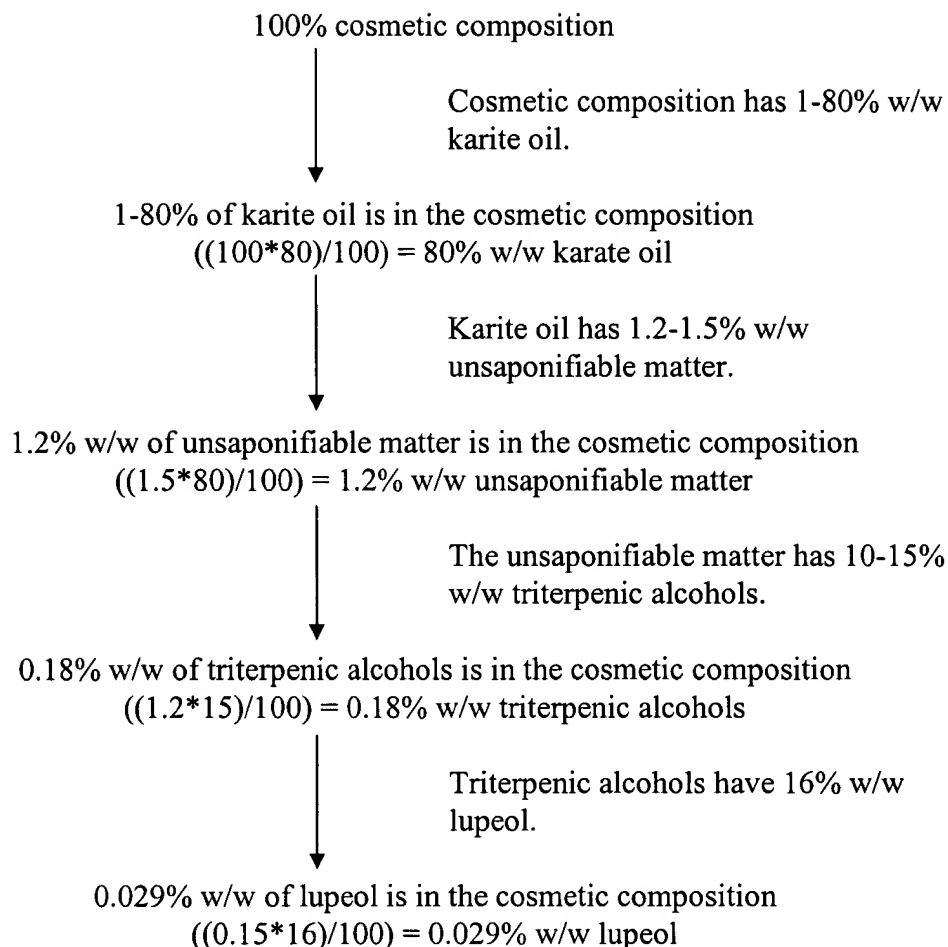 100% cosmetic composition
Cosmetic composition has 1-80% w/w
karite oil.
1-80% of karite oil is in the cosmetic composition
((100*80)/100) = 80% w/w karate oil
Karite oil has 1.2-1.5% w/w
unsaponifiable matter.
1.2% w/w of unsaponifiable matter is in the cosmetic composition
((1.5*80)/100) = 1.2% w/w unsaponifiable matter
The unsaponifiable matter has 10-15%
w/w triterpenic alcohols.
0.18% w/w of triterpenic alcohols is in the cosmetic composition
((1.2*15)/100) = 0.18% w/w triterpenic alcohols
Triterpenic alcohols have 16% w/w
lupeol.
0.029% w/w of lupeol is in the cosmetic composition
((0.15*16)/100) = 0.029% w/w lupeol